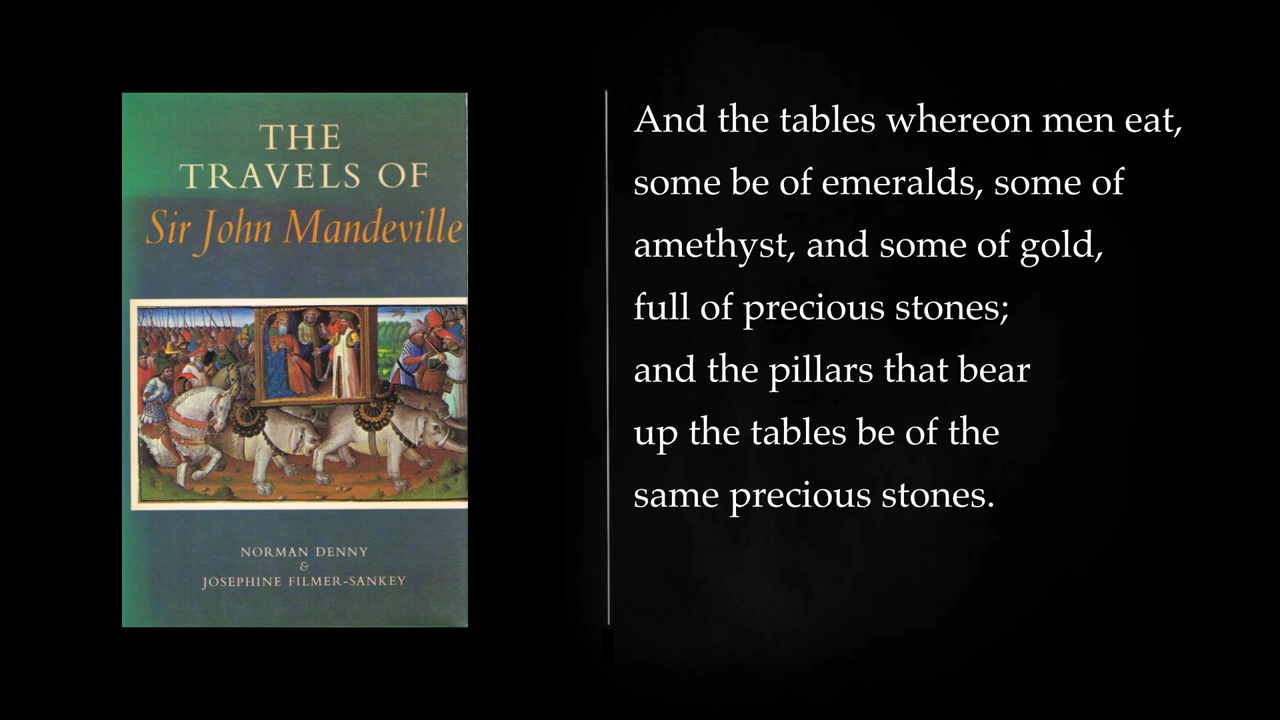 THE
TRAVELS OF
Sir John Mandeville
NORMAN DENNY
&
JOSEPHINE FILMER-SANKEY
And the tables whereon men eat,
some be of emeralds, some of
amethyst, and some of gold,
full of precious stones;
and the pillars that bear
up the tables be of the
same precious stones.